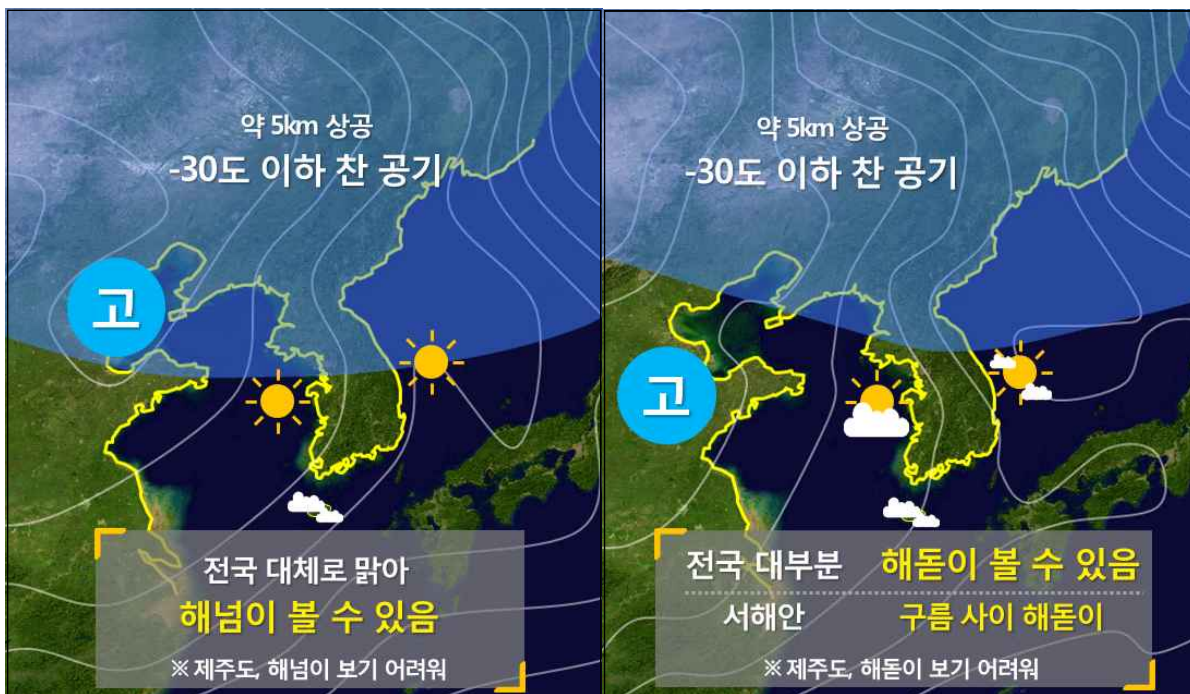 약 5km 상공
-30도 이하 찬 공기
고
전국 대체로 맑아
해넘이 볼 수 있음
※ 제주도, 해넘이 보기 어려워
약 5km 상공
-30도 이하 찬 공기
고
전국 대부분 해돋이 볼 수 있음
서해안 구름 사이 해돋이
※ 제주도, 해돋이 보기 어려워